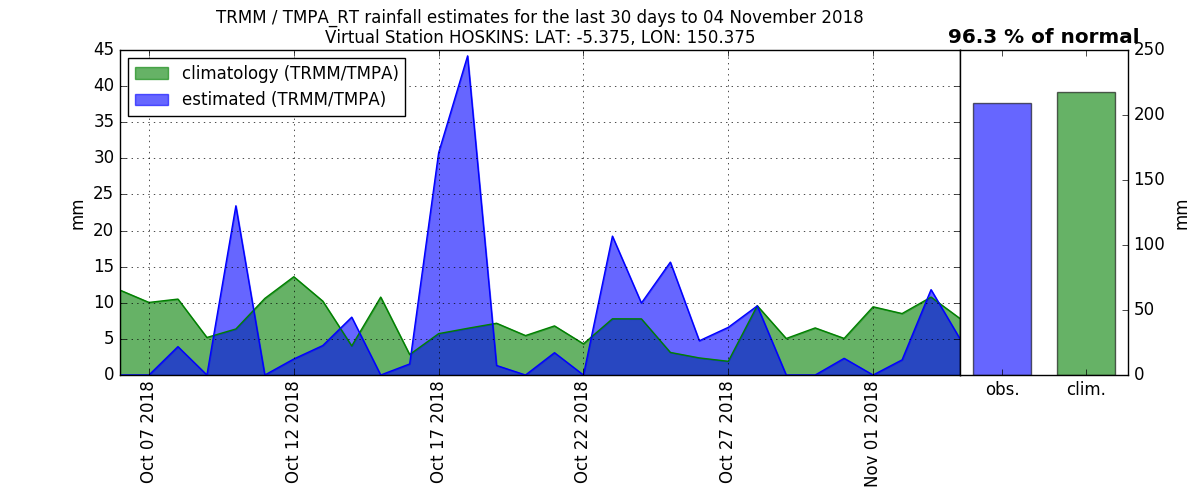 TRMM / TMPA_RT rainfall estimates for the last 30 days to 04 November 2018
Virtual Station HOSKINS: LAT: -5.375, LON: 150.375
96.3 % of normal
climatology (TRMM/TMPA)
estimated (TRMM/TMPA)
45
40
35
30
25
20
15
10
5
0
mm
Oct 07 2018
Oct 12 2018
Oct 17 2018
Oct 22 2018
Oct 27 2018
Nov 01 2018
obs.
clim.
250
200
150
100
50
0
mm